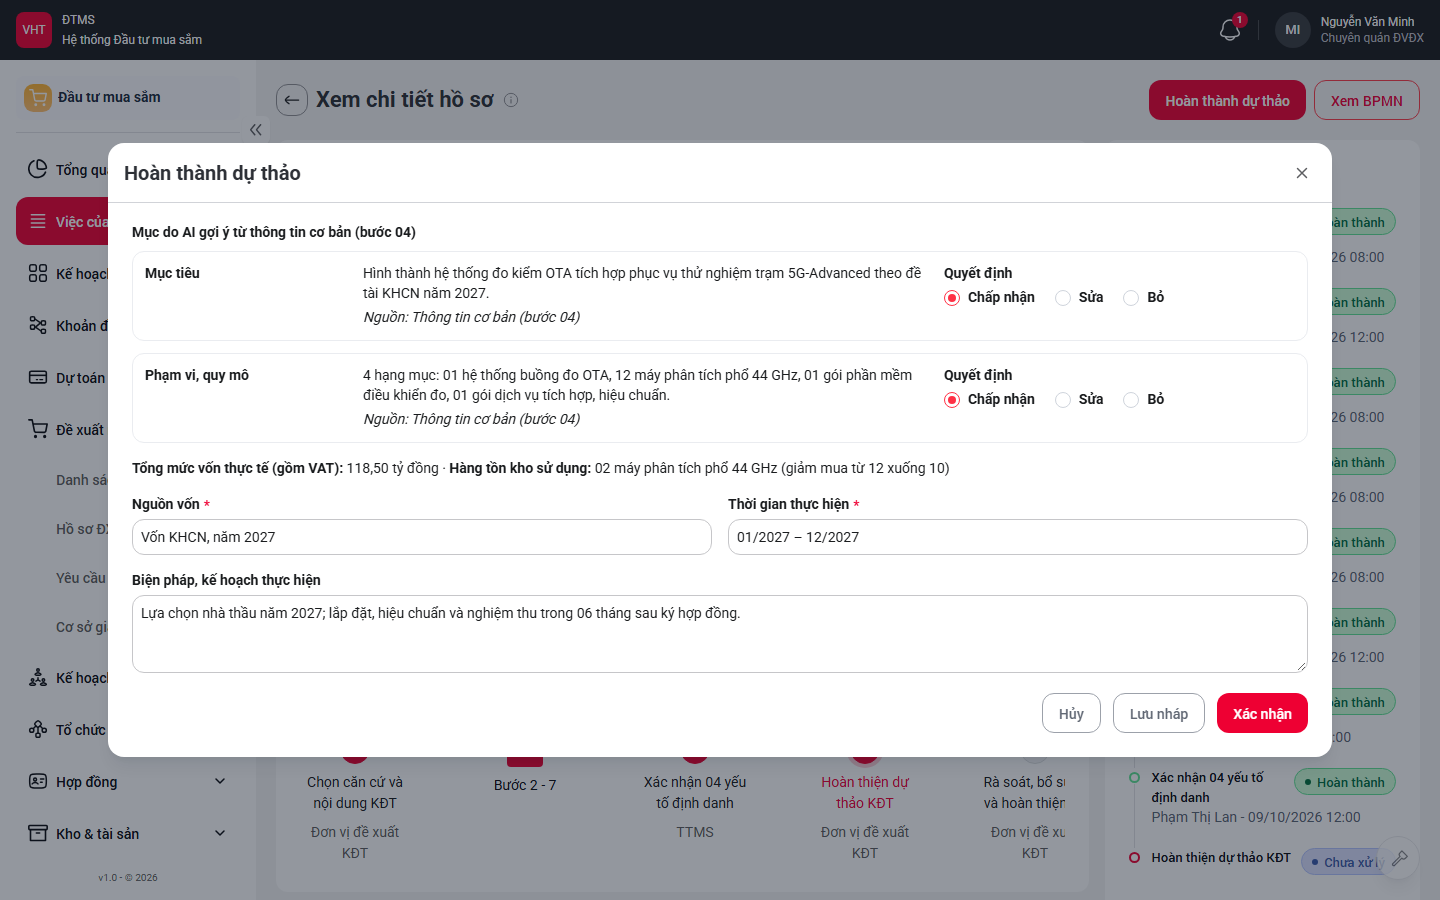 VHT
ĐTMS
Hệ thống Đầu tư mua sắm
1
MI
Nguyễn Văn Minh
Chuyên quản ĐVĐX
Đầu tư mua sắm
Xem chi tiết hồ sơ
Hoàn thành dự thảo
Xem BPMN
Tổng
Việc của
Kế
Khoản
Dự toán
Đề xuất
Danh
Hồ sơ
Yêu cầu
Cơ sở
Kế
Tổ chức
Hợp đồng
Kho & tài sản
v1.0 - © 2026
Hoàn thành dự thảo
Mục do AI gợi ý từ thông tin cơ bản (bước 04)
Mục tiêu
Hình thành hệ thống đo kiểm OTA tích hợp phục vụ thử nghiệm trạm 5G-Advanced theo đề
tài KHCN năm 2027.
Nguồn: Thông tin cơ bản (bước 04)
Quyết định
Chấp nhận Sửa Bỏ
Phạm vi, quy mô
4 hạng mục: 01 hệ thống buồng đo OTA, 12 máy phân tích phổ 44 GHz, 01 gói phần mềm
điều khiển đo, 01 gói dịch vụ tích hợp, hiệu chuẩn.
Nguồn: Thông tin cơ bản (bước 04)
Quyết định
Chấp nhận Sửa Bỏ
Tổng mức vốn thực tế (gồm VAT): 118,50 tỷ đồng · Hàng tồn kho sử dụng: 02 máy phân tích phổ 44 GHz (giảm mua từ 12 xuống 10)
Nguồn vốn *
Vốn KHCN, năm 2027
Thời gian thực hiện *
01/2027 – 12/2027
Biện pháp, kế hoạch thực hiện
Lựa chọn nhà thầu năm 2027; lắp đặt, hiệu chuẩn và nghiệm thu trong 06 tháng sau ký hợp đồng.
Hủy
Lưu nháp
Xác nhận
Chọn căn cứ và
nội dung KĐT
Đơn vị đề xuất
KĐT
Bước 2 - 7
Xác nhận 04 yếu
tố định danh
TTMS
Hoàn thiện dự
thảo KĐT
Đơn vị đề xuất
KĐT
Rà soát, bổ
và hoàn thiện
Đơn vị đề
KĐT
thành
26 08:00
thành
26 12:00
thành
26 08:00
thành
26 08:00
thành
26 08:00
thành
26 12:00
thành
:00
Xác nhận 04 yếu tố
định danh
Hoàn thành
Phạm Thị Lan - 09/10/2026 12:00
Hoàn thiện dự thảo KĐT
Chưa xử lý